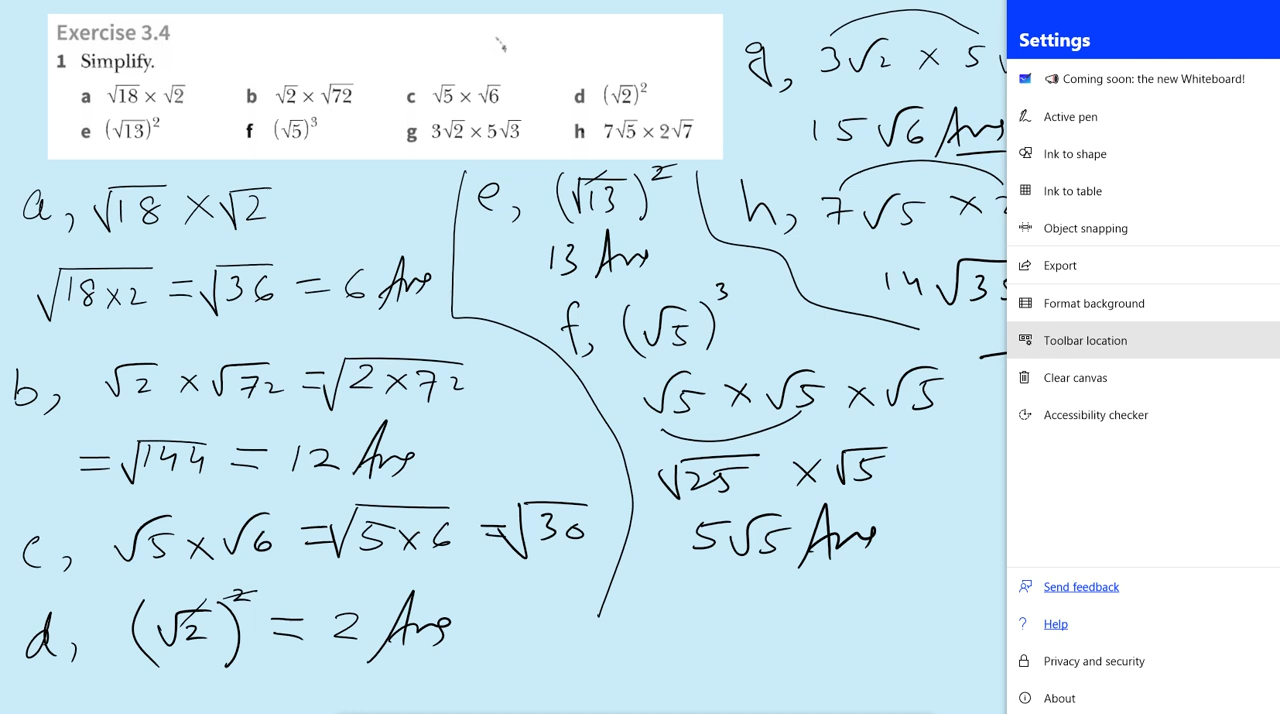 Exercise 3.4
1 Simplify.
a √18 × √2 b √2 × √72 c √5 × √6 d (√2)²
e (√13)² f (√5)³ g 3√2 × 5√3 h 7√5 × 2√7
a, √18 × √2
√18×2 = √36 = 6 Ans
b, √2 × √72 = √2×72
= √144 = 12 Ans
c, √5 × √6 = √5×6 = √30
d, (√2)² = 2 Ans
e, (√13)²
13 Ans
f, (√5)³
√5 × √5 × √5
√25 × √5
5√5 Ans
g, 3√2 × 5
15√6 Ans
h, 7√5 ×
14√35
Settings
Coming soon: the new Whiteboard!
Active pen
Ink to shape
Ink to table
Object snapping
Export
Format background
Toolbar location
Clear canvas
Accessibility checker
Send feedback
Help
Privacy and security
About